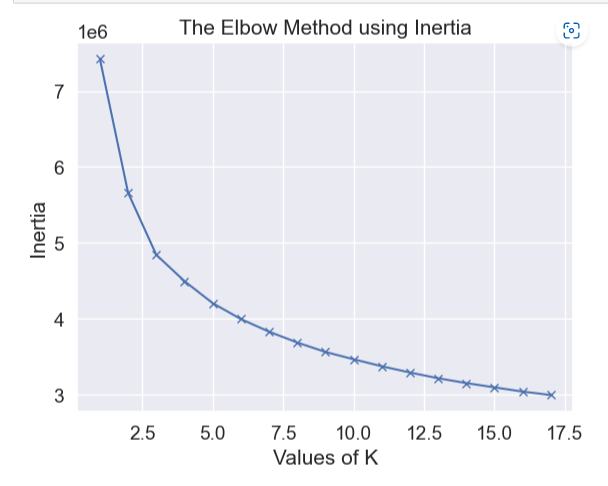 The Elbow Method using Inertia
1e6
7
6
5
4
3
Inertia
2.5 5.0 7.5 10.0 12.5 15.0 17.5
Values of K